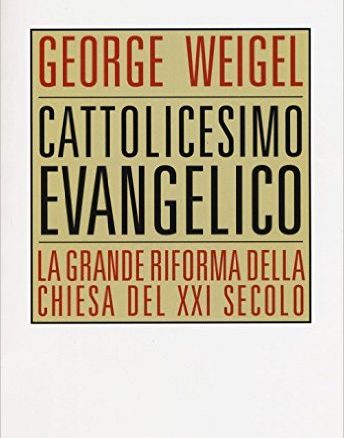 GEORGE WEIGEL
CATTOLICESIMO
EVANGELICO
LA GRANDE RIFORMA DELLA
CHIESA DEL XXI SECOLO